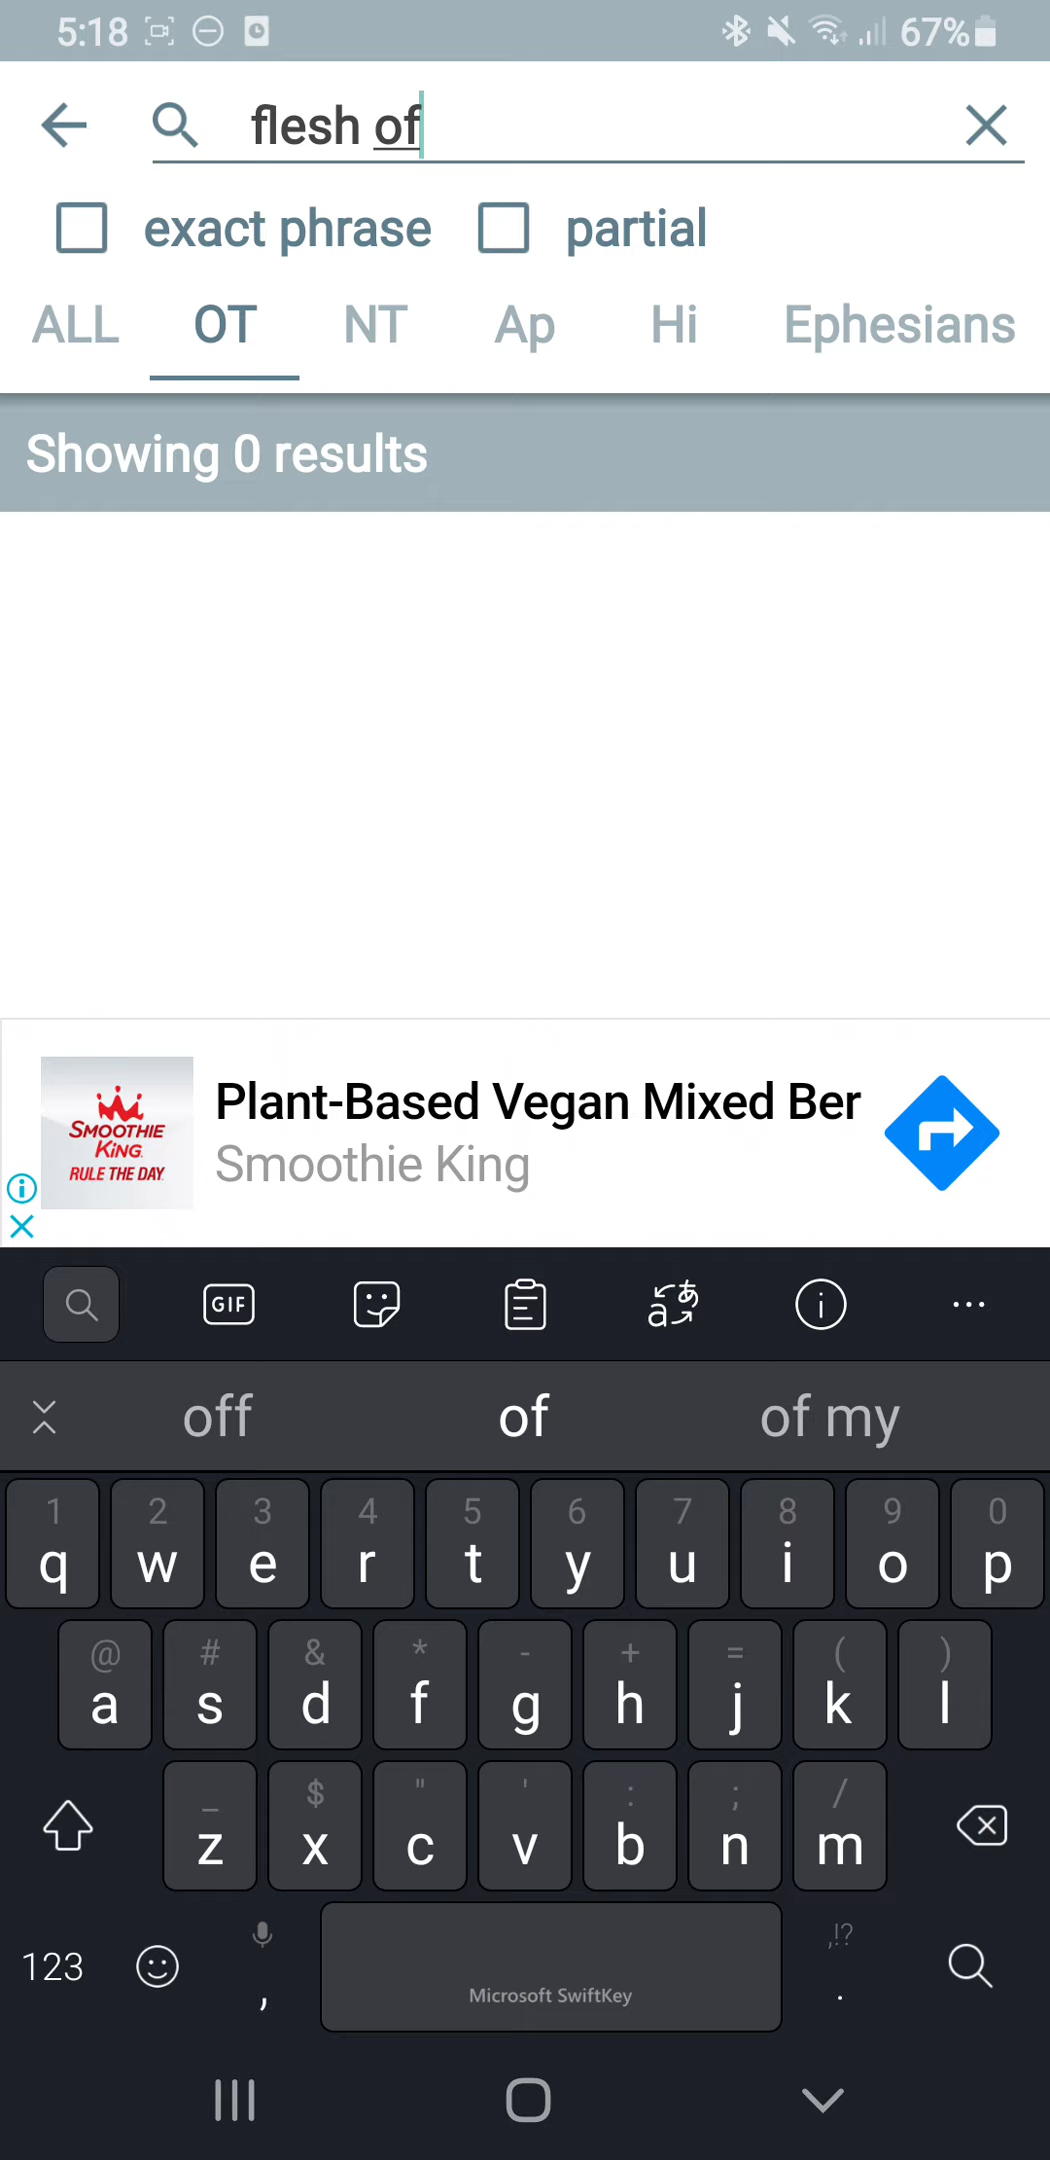 5:18 67%
flesh of
exact phrase partial
ALL OT NT Ap Hi Ephesians
Showing 0 results
SMOOTHIE
KING
RULE THE DAY
Plant-Based Vegan Mixed Ber
Smoothie King
GIF aあ
off of of my
1 2 3 4 5 6 7 8 9 0
q w e r t y u i o p
@ # & * - + = ( )
a s d f g h j k l
_ $ " ' : ; /
z x c v b n m
,!?
123 , Microsoft SwiftKey .